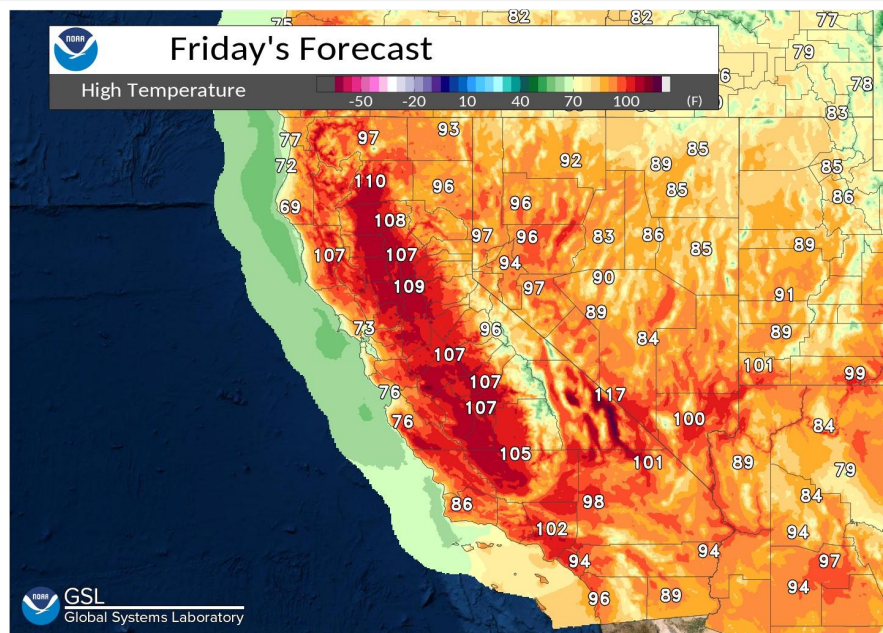 75 82 82 77
NOAA
Friday's Forecast
79
High Temperature
-50 -20 10 40 70 100 (F)
78
83
77 97 93
72 92 89 85 85
110 96 85 86
69 108 96
107 107 97 96 83 86 85 89
94
109 97 90 91
89
73 96 84 89
107 101 99
107
76 107 117
76 100 84
105 101 89 79
86 98 84
102 94
94 94 97
96 89 94
NOAA
GSL
Global Systems Laboratory